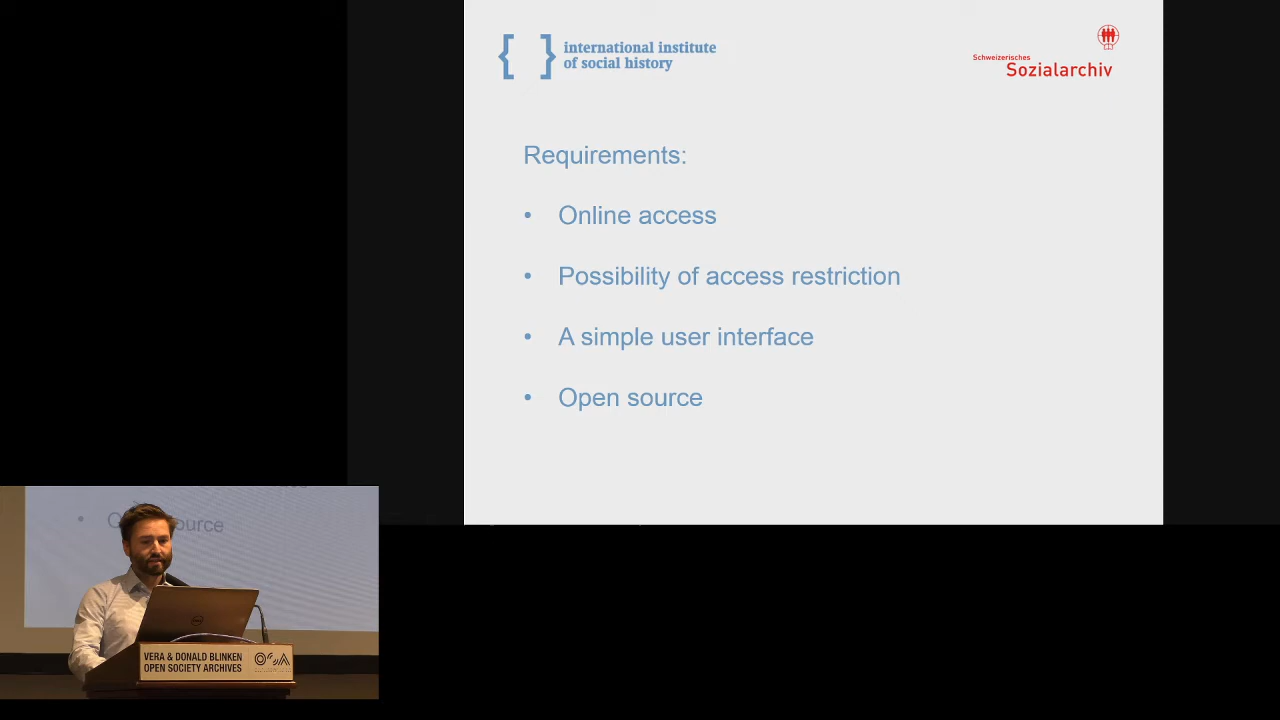 international institute
of social history
Schweizerisches
Sozialarchiv
Requirements:
• Online access
• Possibility of access restriction
• A simple user interface
• Open source
VERA & DONALD BLINKEN
OPEN SOCIETY ARCHIVES